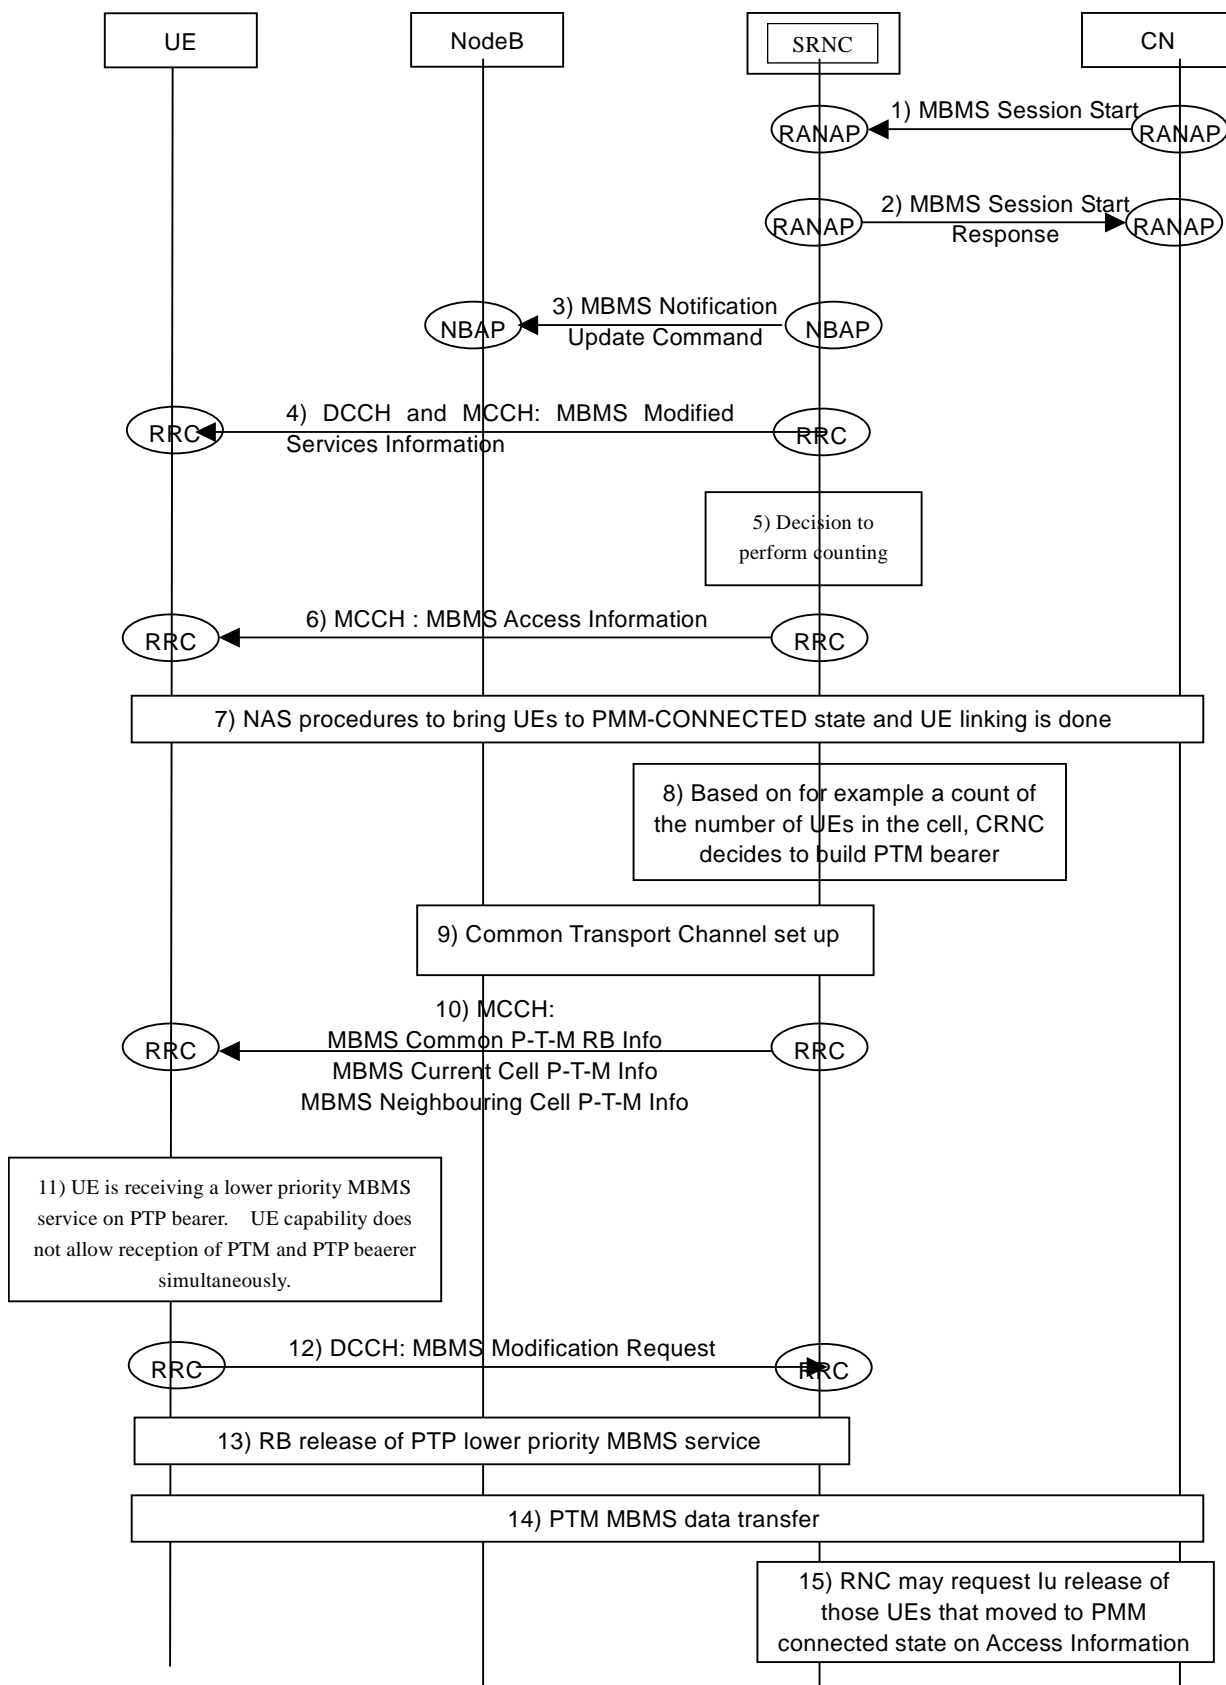 UE
NodeB
SRNC
CN
1) MBMS Session Start
RANAP
RANAP
2) MBMS Session Start
Response
RANAP
RANAP
3) MBMS Notification
Update Command
NBAP
NBAP
4) DCCH and MCCH: MBMS Modified
Services Information
RRC
RRC
5) Decision to
perform counting
6) MCCH : MBMS Access Information
RRC
RRC
7) NAS procedures to bring UEs to PMM-CONNECTED state and UE linking is done
8) Based on for example a count of
the number of UEs in the cell, CRNC
decides to build PTM bearer
9) Common Transport Channel set up
10) MCCH:
MBMS Common P-T-M RB Info
MBMS Current Cell P-T-M Info
MBMS Neighbouring Cell P-T-M Info
RRC
RRC
11) UE is receiving a lower priority MBMS
service on PTP bearer. UE capability does
not allow reception of PTM and PTP beaerer
simultaneously.
12) DCCH: MBMS Modification Request
RRC
RRC
13) RB release of PTP lower priority MBMS service
14) PTM MBMS data transfer
15) RNC may request Iu release of
those UEs that moved to PMM
connected state on Access Information